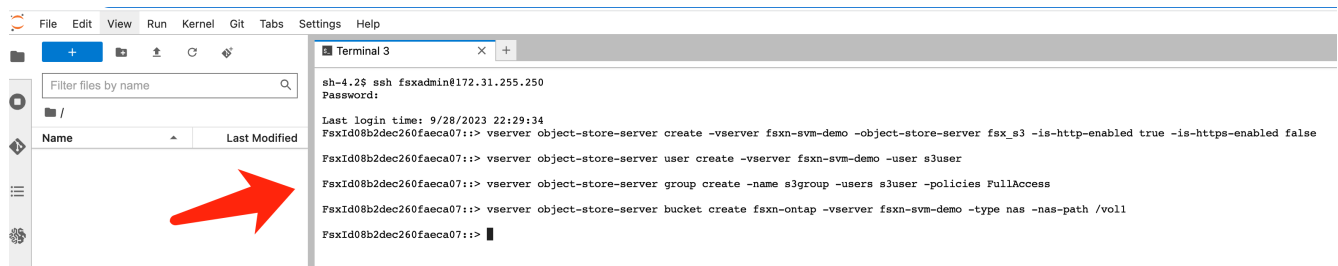 File Edit View Run Kernel Git Tabs Settings Help
Terminal 3
Filter files by name
/
Name Last Modified
sh-4.2$ ssh fsxadmin@172.31.255.250
Password:
Last login time: 9/28/2023 22:29:34
FsxId08b2dec260faeca07::> vserver object-store-server create -vserver fsxn-svm-demo -object-store-server fsx_s3 -is-http-enabled true -is-https-enabled false
FsxId08b2dec260faeca07::> vserver object-store-server user create -vserver fsxn-svm-demo -user s3user
FsxId08b2dec260faeca07::> vserver object-store-server group create -name s3group -users s3user -policies FullAccess
FsxId08b2dec260faeca07::> vserver object-store-server bucket create fsxn-ontap -vserver fsxn-svm-demo -type nas -nas-path /vol1
FsxId08b2dec260faeca07::>